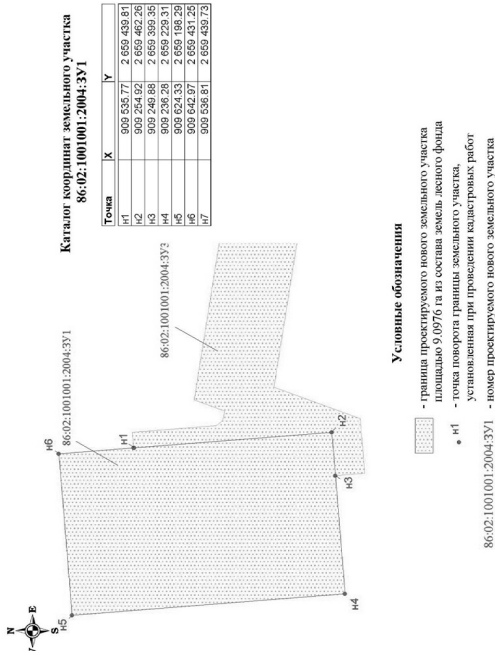 Каталог координат земельного участка
86:02:1001001:2004:ЗУ1
Точка X Y
н1 909 535.77 2 659 439.81
н2 909 254.92 2 659 462.26
н3 909 249.88 2 659 399.35
н4 909 236.28 2 659 229.31
н5 909 624.33 2 659 198.29
н6 909 642.97 2 659 431.25
н7 909 536.81 2 659 439.73
N
E
S
н6
86:02:1001001:2004:ЗУ1
н1
86:02:1001001:2004:ЗУ2
н5
н2
н3
н4
Условные обозначения
- граница проектируемого нового земельного участка
площадью 9.0976 га из состава земель лесного фонда
н1 - точка поворота границы земельного участка,
установленная при проведении кадастровых работ
86:02:1001001:2004:ЗУ1 - номер проектируемого нового земельного участка